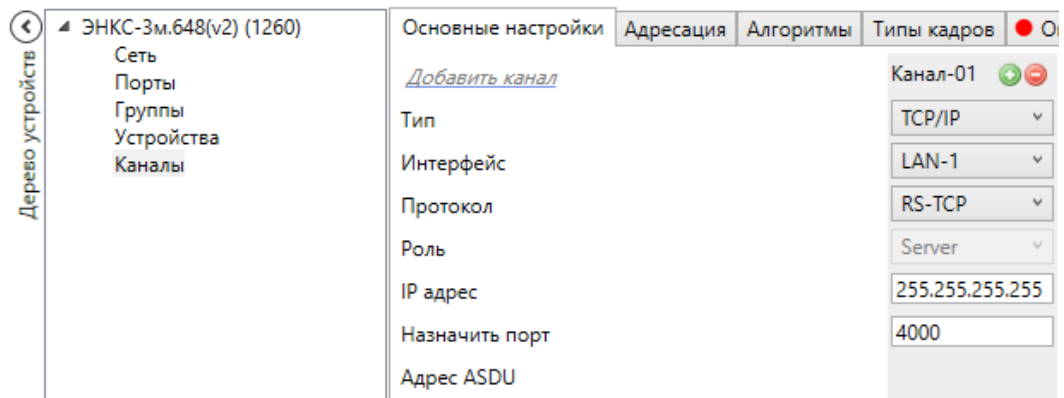 Дерево устройств
ЭНКС-3м.648(v2) (1260)
Сеть
Порты
Группы
Устройства
Каналы
Основные настройки Адресация Алгоритмы Типы кадров
Добавить канал Канал-01
Тип TCP/IP
Интерфейс LAN-1
Протокол RS-TCP
Роль Server
IP адрес 255.255.255.255
Назначить порт 4000
Адрес ASDU